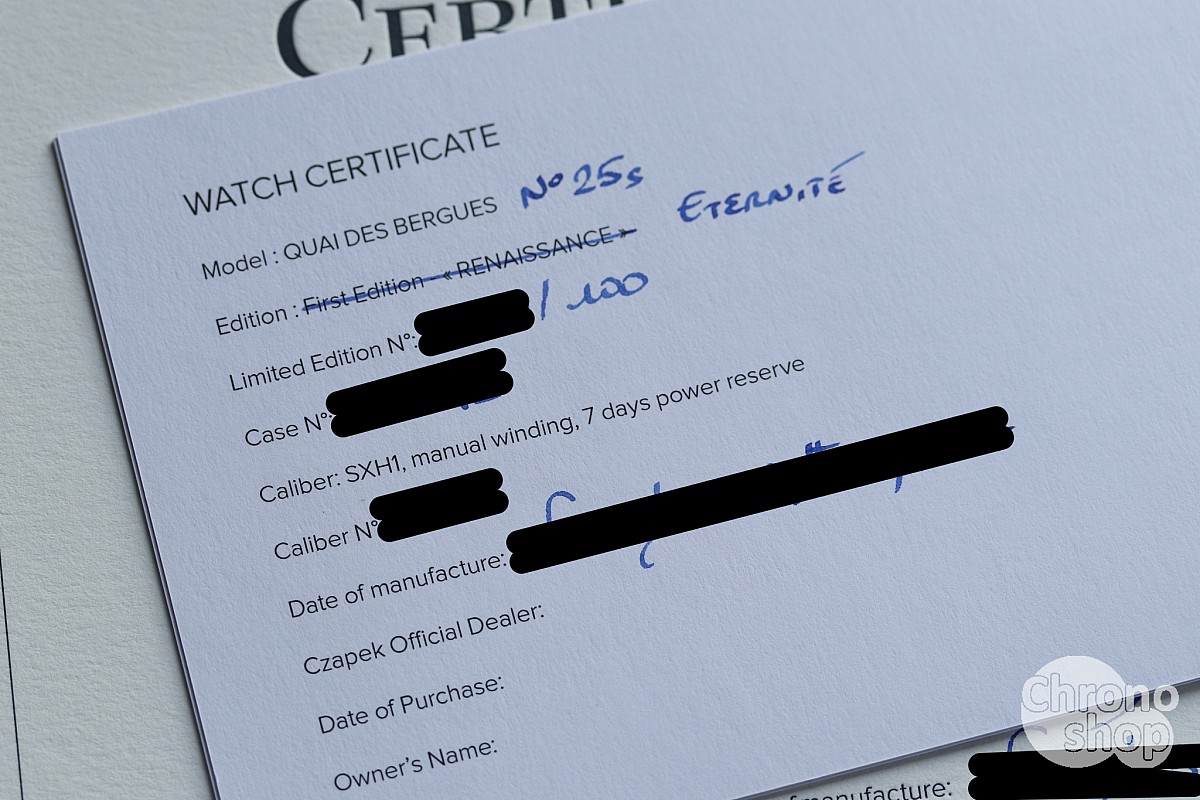 CERTI
WATCH CERTIFICATE
Model : QUAI DES BERGUES N° 25s
Edition : First Edition - « RENAISSANCE » ETERNITÉ
Limited Edition N°: / 100
Case N°:
Caliber: SXH1, manual winding, 7 days power reserve
Caliber N°
Date of manufacture:
Czapek Official Dealer:
Date of Purchase:
Owner's Name:
of manufacture:
Chrono
shop